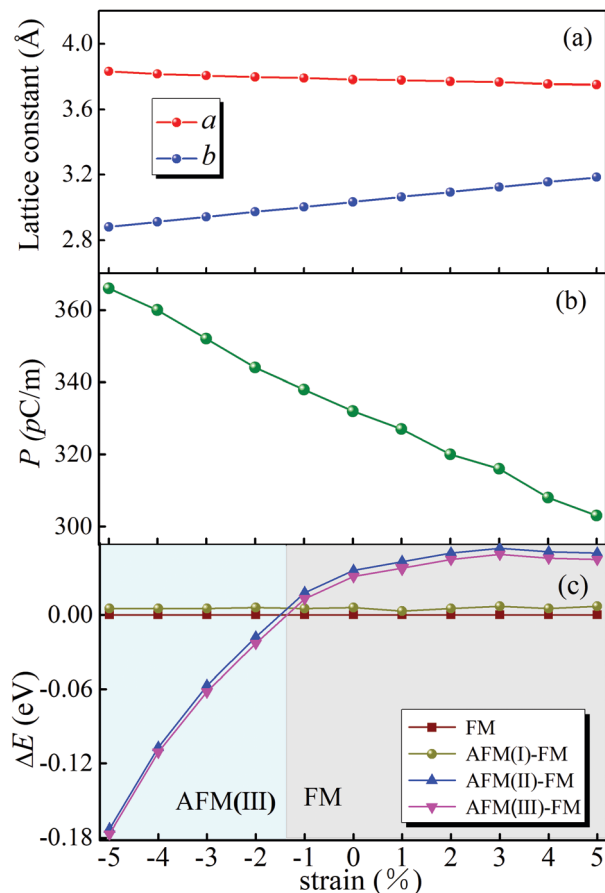 (a)
Lattice constant (Å)
4.0
3.6
3.2
2.8
a
b
(b)
P (pC/m)
360
340
320
300
(c)
ΔE (eV)
0.00
-0.06
-0.12
-0.18
AFM(III)
FM
FM
AFM(I)-FM
AFM(II)-FM
AFM(III)-FM
-5 -4 -3 -2 -1 0 1 2 3 4 5
strain (%)